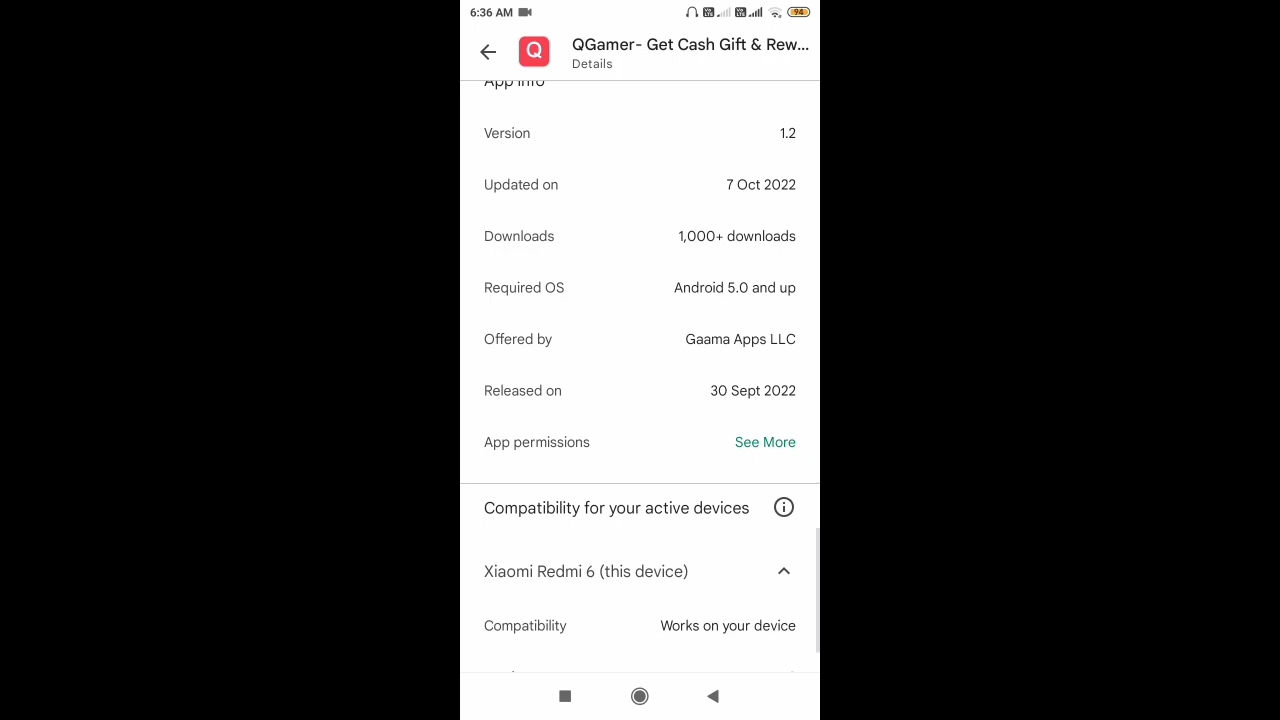 6:36 AM
94
Q
QGamer- Get Cash Gift & Rew...
Details
App info
Version 1.2
Updated on 7 Oct 2022
Downloads 1,000+ downloads
Required OS Android 5.0 and up
Offered by Gaama Apps LLC
Released on 30 Sept 2022
App permissions See More
Compatibility for your active devices
Xiaomi Redmi 6 (this device)
Compatibility Works on your device